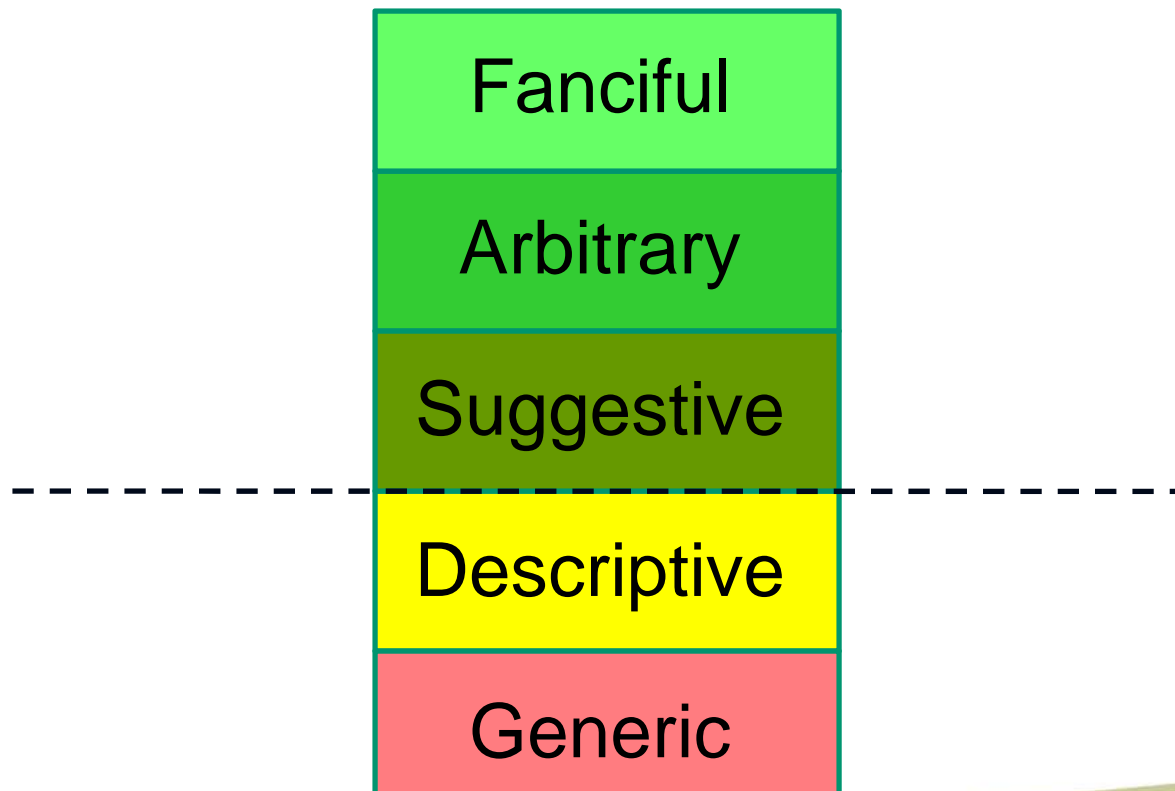 Fanciful
Arbitrary
Suggestive
Descriptive
Generic